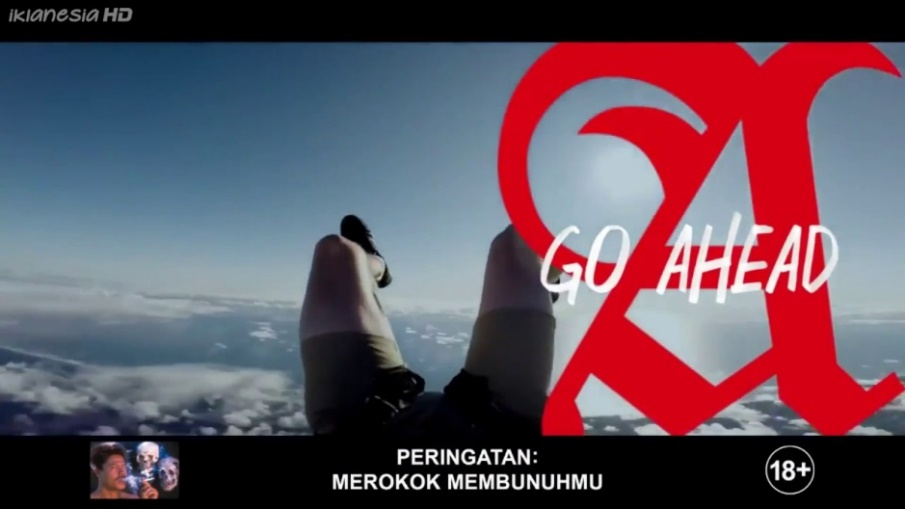 iklanesia HD
A
GO AHEAD
PERINGATAN:
MEROKOK MEMBUNUHMU
18+